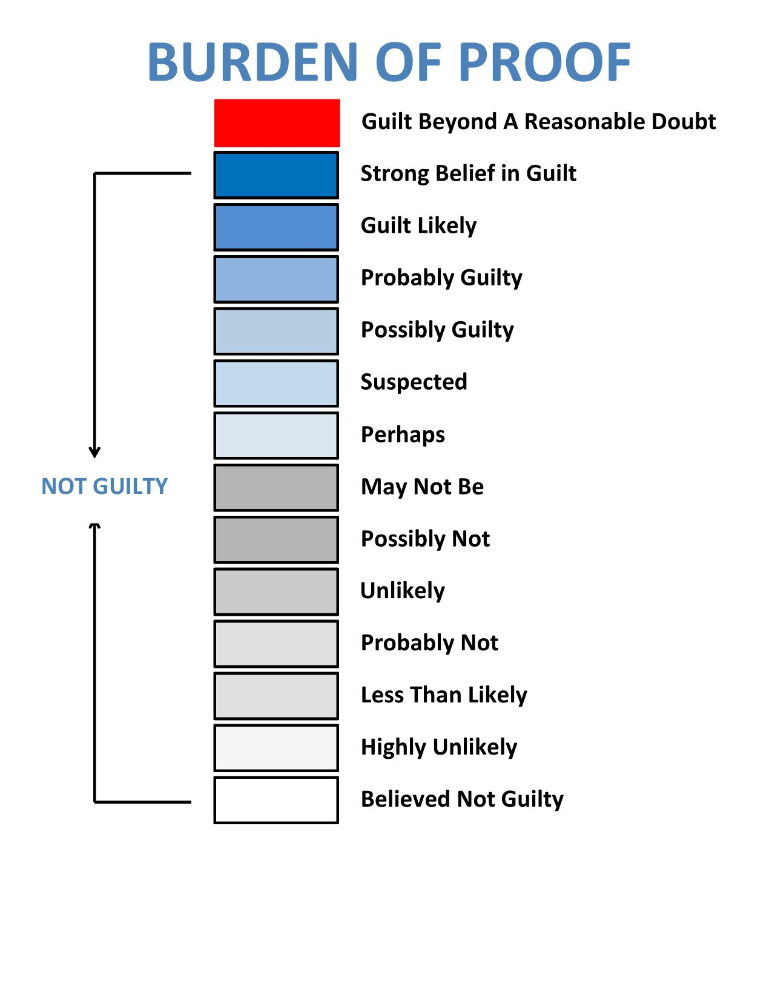 BURDEN OF PROOF
Guilt Beyond A Reasonable Doubt
Strong Belief in Guilt
Guilt Likely
Probably Guilty
Possibly Guilty
Suspected
Perhaps
NOT GUILTY
May Not Be
Possibly Not
Unlikely
Probably Not
Less Than Likely
Highly Unlikely
Believed Not Guilty